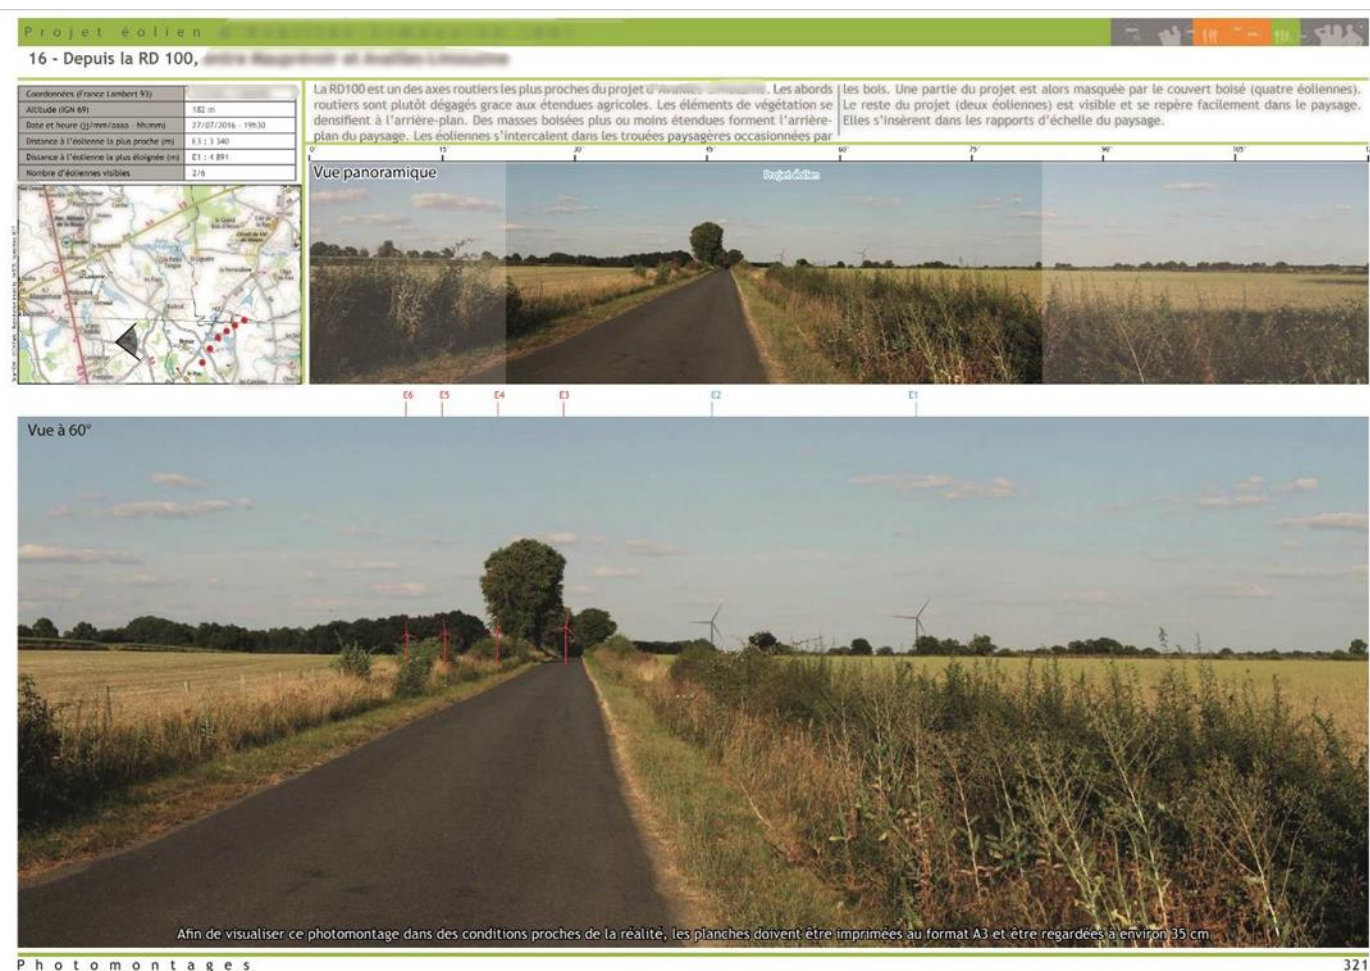 Projet éolien
16 - Depuis la RD 100,
Coordonnées (France Lambert 93)
Altitude (IGN 69) 182 m
Date et heure (jj/mm/aaaa - hh:mm) 27/07/2016 - 19h30
Distance à l'éolienne la plus proche (m) E3 : 3 340
Distance à l'éolienne la plus éloignée (m) E1 : 4 891
Nombre d'éoliennes visibles 2/6
La RD100 est un des axes routiers les plus proches du projet Les abords
routiers sont plutôt dégagés grace aux étendues agricoles. Les éléments de végétation se
densifient à l'arrière-plan. Des masses boisées plus ou moins étendues forment l'arrière-
plan du paysage. Les éoliennes s'intercalent dans les trouées paysagères occasionnées par
les bois. Une partie du projet est alors masquée par le couvert boisé (quatre éoliennes).
Le reste du projet (deux éoliennes) est visible et se repère facilement dans le paysage.
Elles s'insèrent dans les rapports d'échelle du paysage.
0° 15° 30° 45° 60° 75° 90° 105°
Vue panoramique
Projet éolien
E6 E5 E4 E3 E2 E1
Vue à 60°
Afin de visualiser ce photomontage dans des conditions proches de la réalité, les planches doivent être imprimées au format A3 et être regardées à environ 35 cm
Photomontages
321